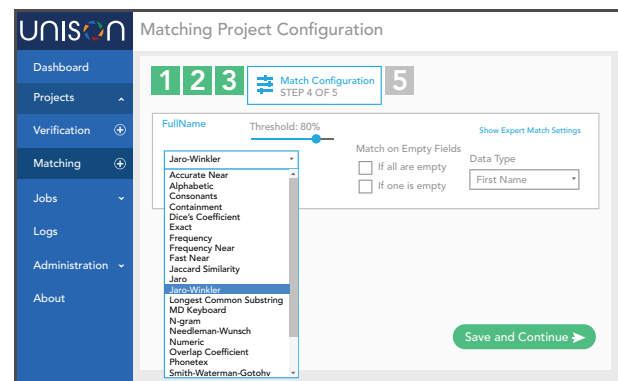 UNISON
Matching Project Configuration
Dashboard
Projects
Verification
Matching
Jobs
Logs
Administration
About
1 2 3
Match Configuration
STEP 4 OF 5
5
FullName
Threshold: 80%
Show Expert Match Settings
Jaro-Winkler
Match on Empty Fields
If all are empty
If one is empty
Data Type
First Name
Accurate Near
Alphabetic
Consonants
Containment
Dice's Coefficient
Exact
Frequency
Frequency Near
Fast Near
Jaccard Similarity
Jaro
Jaro-Winkler
Longest Common Substring
MD Keyboard
N-gram
Needleman-Wunsch
Numeric
Overlap Coefficient
Phonetex
Smith-Waterman-Gotohv
Save and Continue